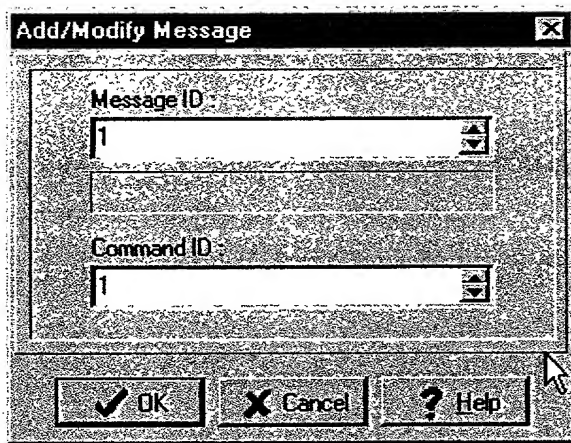 Add/Modify Message
Message ID :
1
Command ID :
1
OK
Cancel
Help